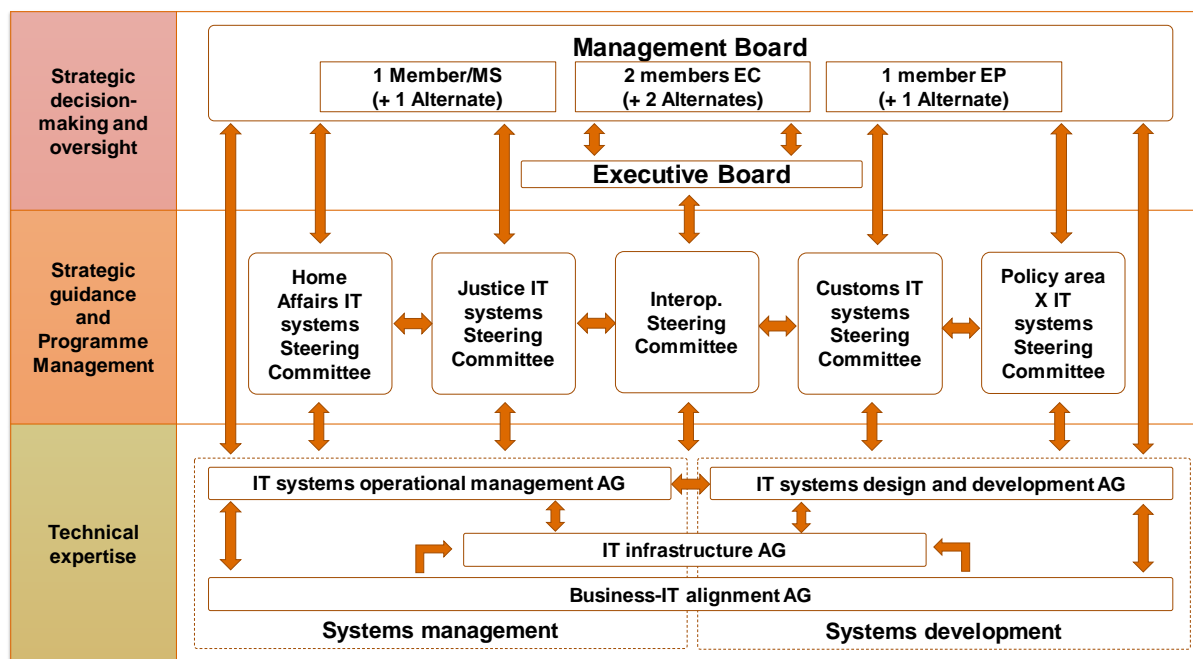 Strategic
decision-
making and
oversight
Management Board
1 Member/MS
(+ 1 Alternate)
2 members EC
(+ 2 Alternates)
1 member EP
(+ 1 Alternate)
Executive Board
Strategic
guidance
and
Programme
Management
Home
Affairs IT
systems
Steering
Committee
Justice IT
systems
Steering
Committee
Interop.
Steering
Committee
Customs IT
systems
Steering
Committee
Policy area
X IT
systems
Steering
Committee
Technical
expertise
IT systems operational management AG
IT systems design and development AG
IT infrastructure AG
Business-IT alignment AG
Systems management
Systems development